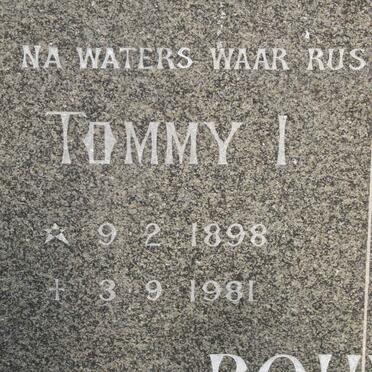 NA WATERS WAAR RUS
TOMMY I.
★ 9 2 1898
† 3 9 1981